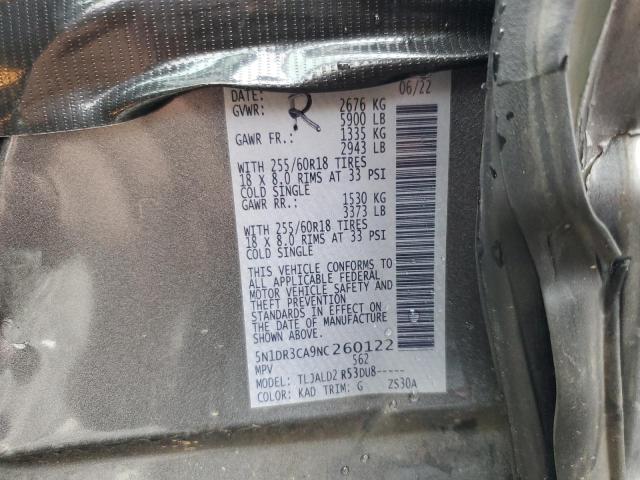 DATE: 06/22
GVWR: R 2676 KG
5900 LB
GAWR FR.: 1335 KG
2943 LB
WITH 255/60R18 TIRES
18 X 8.0 RIMS AT 33 PSI
COLD SINGLE
GAWR RR.: 1530 KG
3373 LB
WITH 255/60R18 TIRES
18 X 8.0 RIMS AT 33 PSI
COLD SINGLE
THIS VEHICLE CONFORMS TO
ALL APPLICABLE FEDERAL
MOTOR VEHICLE SAFETY AND
THEFT PREVENTION
STANDARDS IN EFFECT ON
THE DATE OF MANUFACTURE
SHOWN ABOVE.
5N1DR3CA9NC260122
MPV 562
MODEL: TLJALD2 R53DU8-----
COLOR: KAD TRIM: G ZS30A